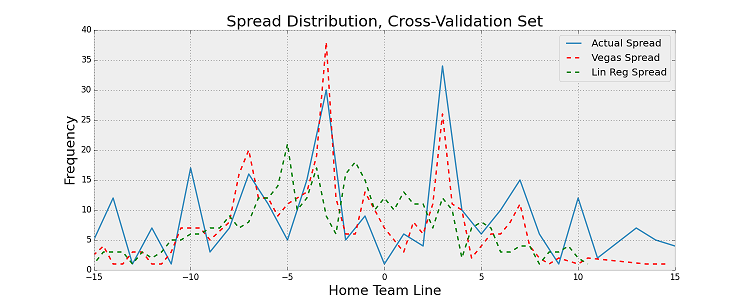 Spread Distribution, Cross-Validation Set
Frequency
40
35
30
25
20
15
10
5
0
Actual Spread
Vegas Spread
Lin Reg Spread
−15
−10
−5
0
5
10
15
Home Team Line